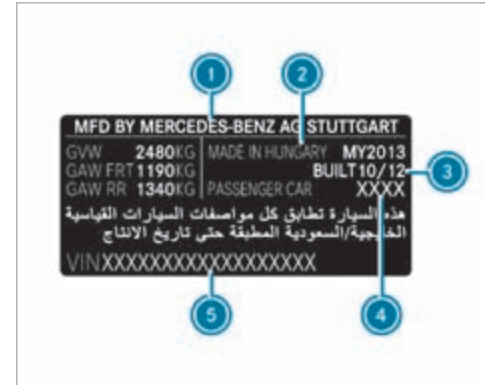 1
2
MFD BY MERCEDES-BENZ AG STUTTGART
GVW 2480KG MADE IN HUNGARY MY2013
BUILT 10/12
3
GAW FRT 1190KG
GAW RR 1340KG PASSENGER CAR XXXX
هذه السيارة تطابق كل مواصفات السيارات القياسية
الخليجية/السعودية المطبقة حتى تاريخ الانتاج
VINXXXXXXXXXXXXXXXXX
5
4